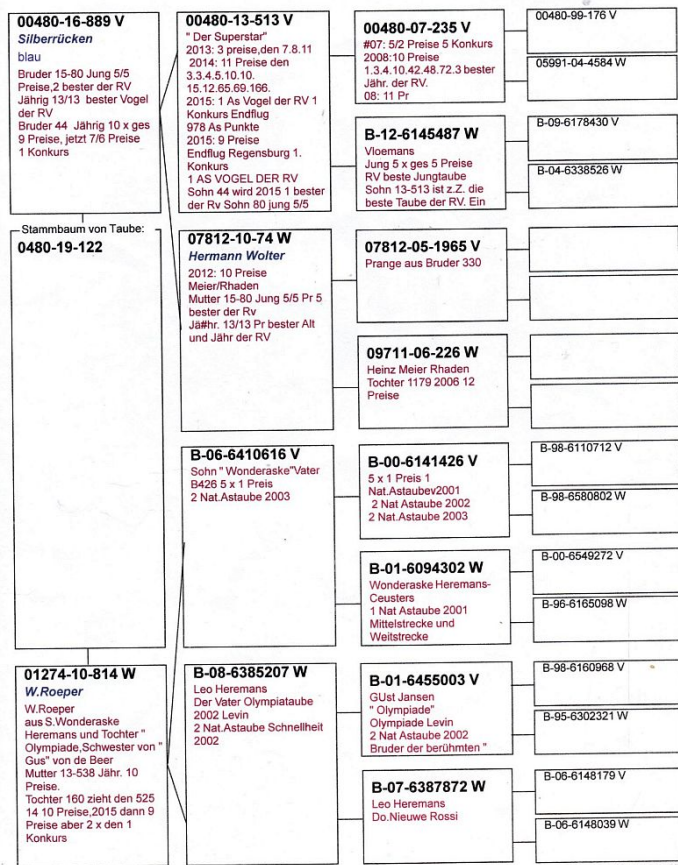 00480-16-889 V
Silberrücken
blau
Bruder 15-80 Jung 5/5
Preise,2 bester der RV
Jährig 13/13 bester Vogel
der RV
Bruder 44 Jährig 10 x ges
9 Preise, jetzt 7/6 Preise
1 Konkurs
Stammbaum von Taube:
0480-19-122
01274-10-814 W
W.Roeper
W.Roeper
aus S.Wonderaske
Heremans und Tochter "
Olympiade,Schwester von "
Gus" von de Beer
Mutter 13-538 Jähr. 10
Preise.
Tochter 160 zieht den 525
14 10 Preise,2015 dann 9
Preise aber 2 x den 1
Konkurs
00480-13-513 V
" Der Superstar"
2013: 3 preise,den 7.8.11
2014: 11 Preise den
3.3.4.5.10.10.
15.12.65.69.166.
2015: 1 As Vogel der RV 1
Konkurs Endflug
978 As Punkte
2015: 9 Preise
Endflug Regensburg 1.
Konkurs
1 AS VOGEL DER RV
Sohn 44 wird 2015 1 bester
der Rv Sohn 80 jung 5/5
07812-10-74 W
Hermann Wolter
2012: 10 Preise
Meier/Rhaden
Mutter 15-80 Jung 5/5 Pr 5
bester der Rv
Jä#hr. 13/13 Pr bester Alt
und Jähr der RV
B-06-6410616 V
Sohn " Wonderaske"Vater
B426 5 x 1 Preis
2 Nat.Astaube 2003
B-08-6385207 W
Leo Heremans
Der Vater Olympiataube
2002 Levin
2 Nat.Astaube Schnellheit
2002
00480-07-235 V
#07: 5/2 Preise 5 Konkurs
2008:10 Preise
1.3.4.10.42.48.72.3 bester
Jähr. der RV.
08: 11 Pr
B-12-6145487 W
Vloemans
Jung 5 x ges 5 Preise
RV beste Jungtaube
Sohn 13-513 ist z.Z. die
beste Taube der RV. Ein
07812-05-1965 V
Prange aus Bruder 330
09711-06-226 W
Heinz Meier Rhaden
Tochter 1179 2006 12
Preise
B-00-6141426 V
5 x 1 Preis 1
Nat.Astaubev2001
2 Nat Astaube 2002
2 Nat.Astaube 2003
B-01-6094302 W
Wonderaske Heremans-
Ceusters
1 Nat Astaube 2001
Mittelstrecke und
Weitstrecke
B-01-6455003 V
GUst Jansen
" Olympiade"
Olympiade Levin
2 Nat Astaube 2002
Bruder der berühmten "
B-07-6387872 W
Leo Heremans
Do.Nieuwe Rossi
00480-99-176 V
05991-04-4584 W
B-09-6178430 V
B-04-6338526 W
B-98-6110712 V
B-98-6580802 W
B-00-6549272 V
B-96-6165098 W
B-98-6160968 V
B-95-6302321 W
B-06-6148179 V
B-06-6148039 W